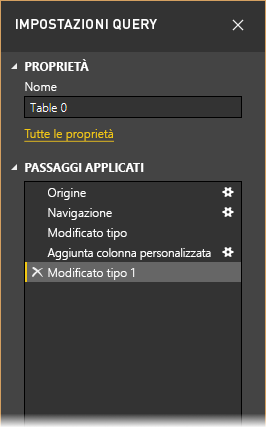 IMPOSTAZIONI QUERY
PROPRIETÀ
Nome
Table 0
Tutte le proprietà
PASSAGGI APPLICATI
Origine
Navigazione
Modificato tipo
Aggiunta colonna personalizzata
Modificato tipo 1